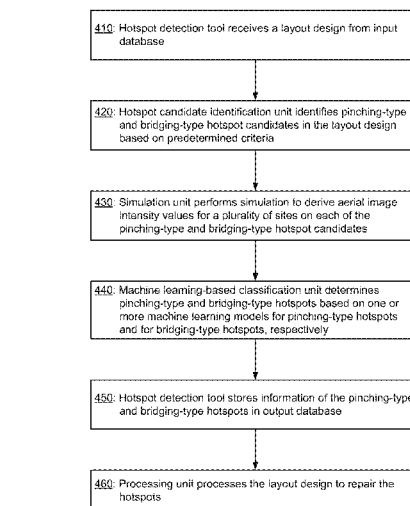 410: Hotspot detection tool receives a layout design from input
database
420: Hotspot candidate identification unit identifies pinching-type
and bridging-type hotspot candidates in the layout design
based on predetermined criteria
430: Simulation unit performs simulation to derive aerial image
intensity values for a plurality of sites on each of the
pinching-type and bridging-type hotspot candidates
440: Machine learning-based classification unit determines
pinching-type and bridging-type hotspots based on one or
more machine learning models for pinching-type hotspots
and for bridging-type hotspots, respectively
450: Hotspot detection tool stores information of the pinching-type
and bridging-type hotspots in output database
460: Processing unit processes the layout design to repair the
hotspots